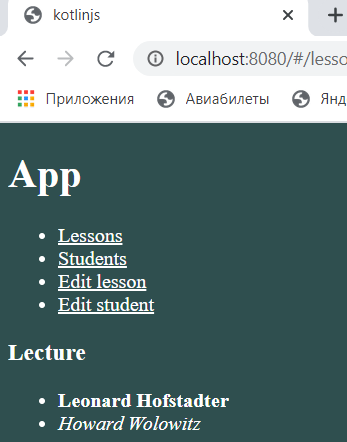 kotlinjs
localhost:8080/#/lesso
Приложения
Авиабилеты
Янд
App
Lessons
Students
Edit lesson
Edit student
Lecture
Leonard Hofstadter
Howard Wolowitz